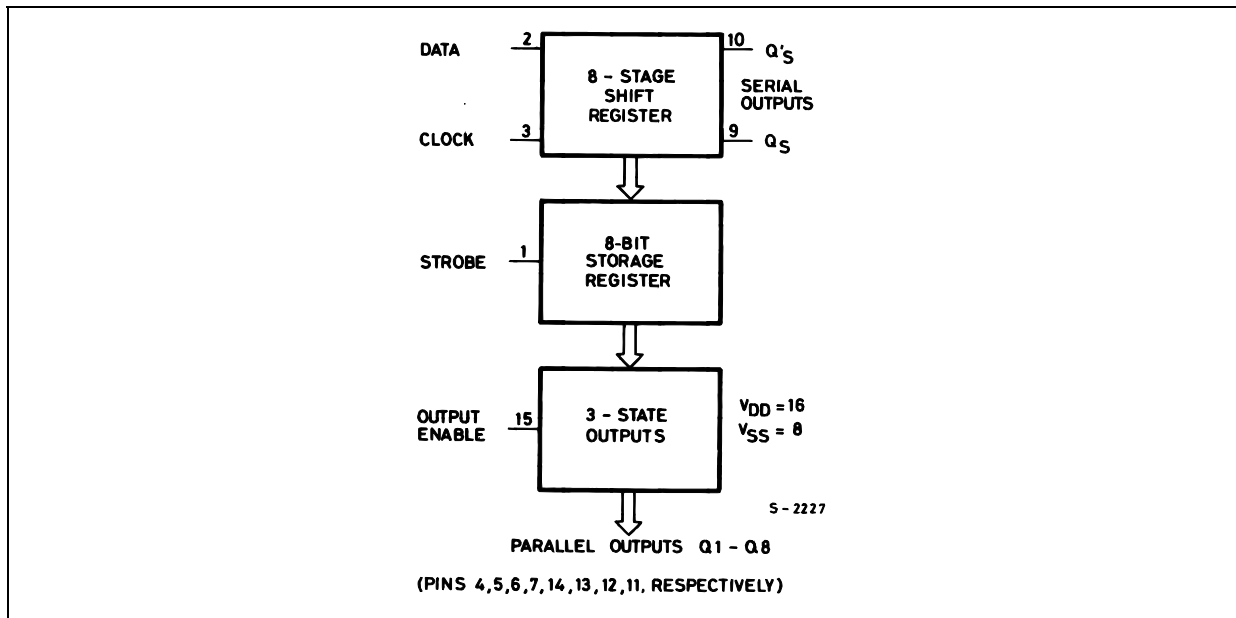 DATA 2
CLOCK 3
8 - STAGE
SHIFT
REGISTER
10 Q'S
SERIAL
OUTPUTS
9 QS
STROBE 1
8-BIT
STORAGE
REGISTER
OUTPUT
ENABLE
15
3 - STATE
OUTPUTS
VDD = 16
VSS = 8
S - 2227
PARALLEL OUTPUTS Q1 - Q8
(PINS 4,5,6,7,14,13,12,11, RESPECTIVELY)